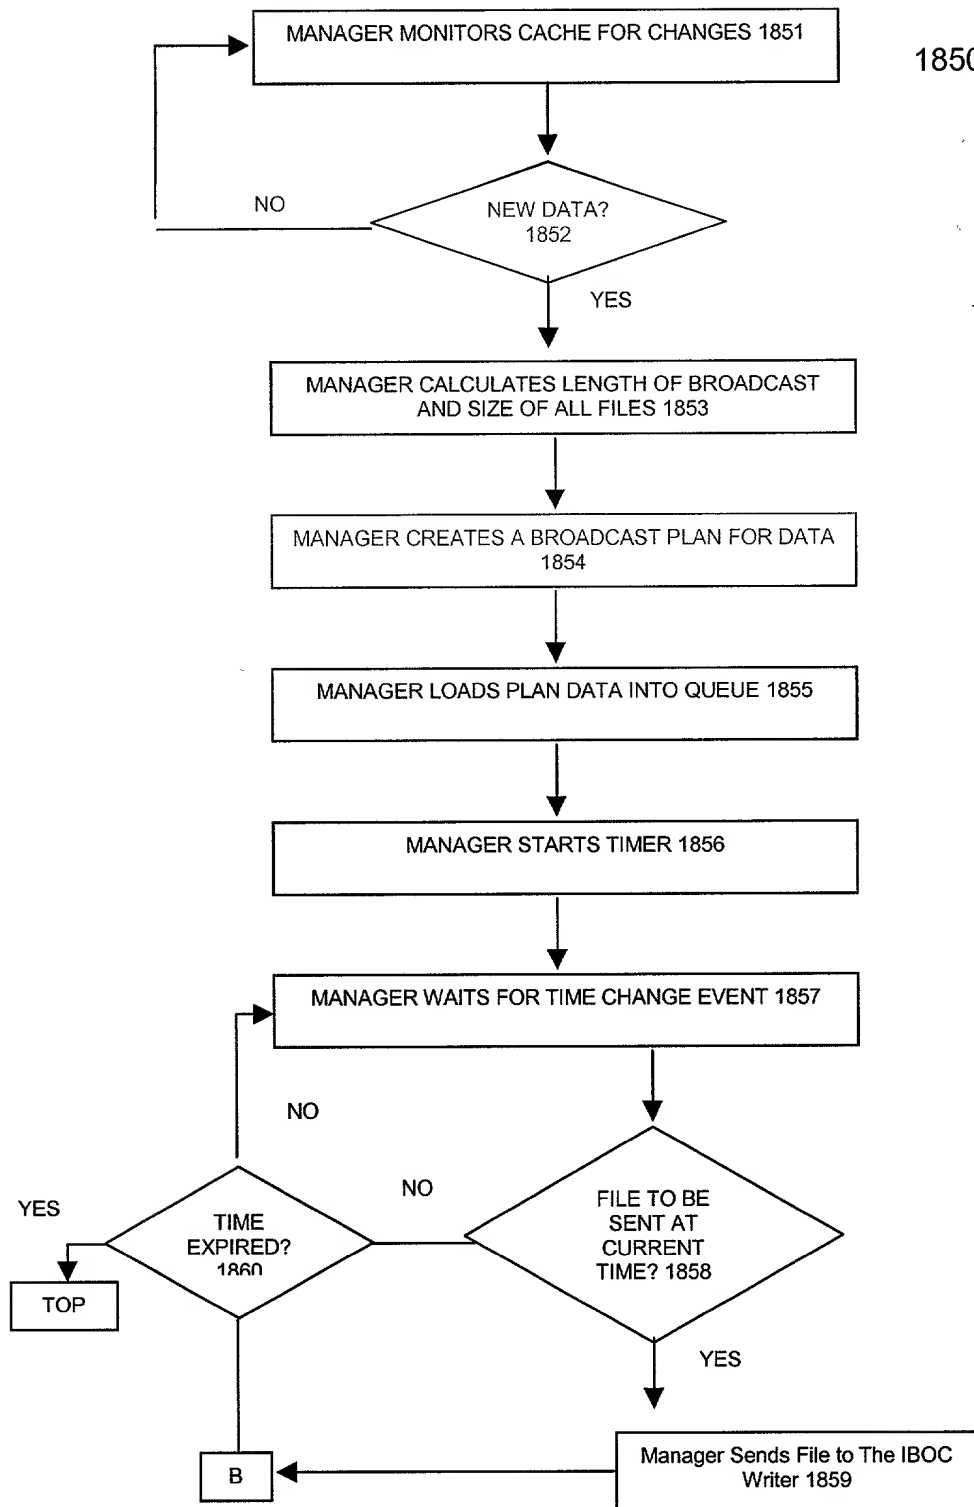 MANAGER MONITORS CACHE FOR CHANGES 1851
1850
NO
NEW DATA?
1852
YES
MANAGER CALCULATES LENGTH OF BROADCAST
AND SIZE OF ALL FILES 1853
MANAGER CREATES A BROADCAST PLAN FOR DATA
1854
MANAGER LOADS PLAN DATA INTO QUEUE 1855
MANAGER STARTS TIMER 1856
MANAGER WAITS FOR TIME CHANGE EVENT 1857
NO
YES
NO
TIME
EXPIRED?
1860
FILE TO BE
SENT AT
CURRENT
TIME? 1858
TOP
YES
B
Manager Sends File to The IBOC
Writer 1859